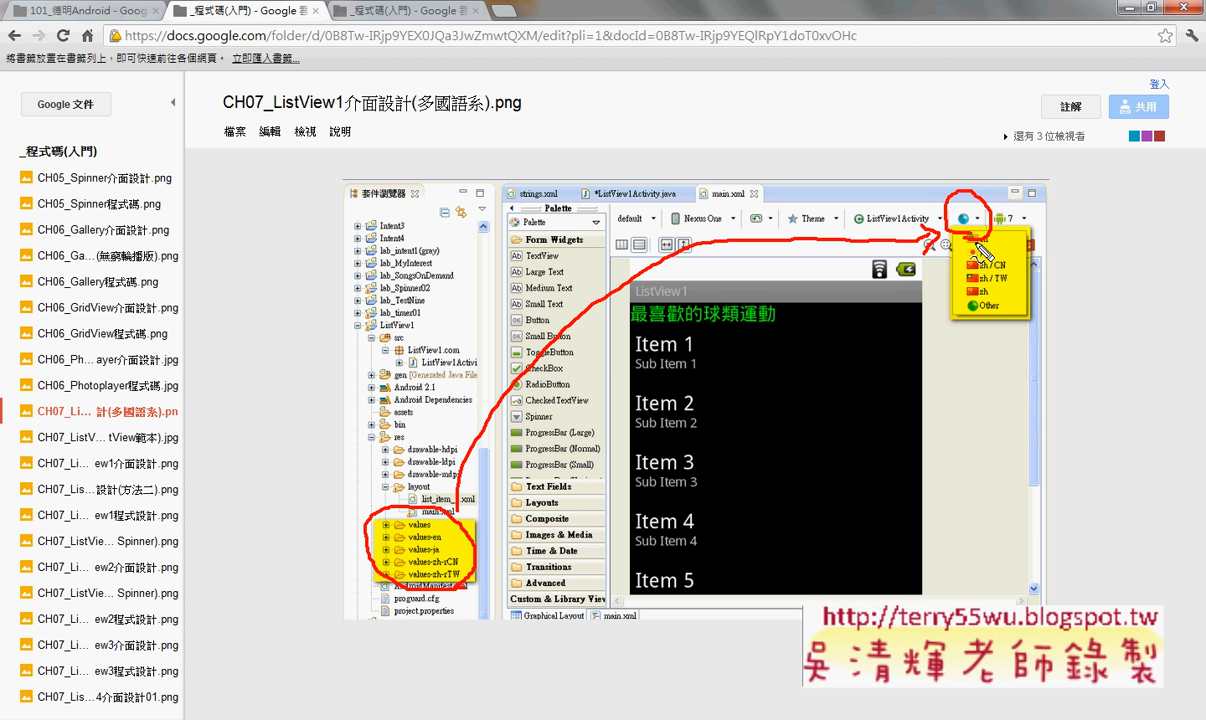 101_德明Android - Goog
_程式碼(入門) - Google 雲
_程式碼(入門) - Google 雲
https://docs.google.com/folder/d/0B8Tw-IRjp9YEX0JQa3JwZmwtQXM/edit?pli=1&docId=0B8Tw-IRjp9YEQlRpY1doT0xvOHc
將書籤放置在書籤列上，即可快速前往各個網頁。 立即匯入書籤...
登入
Google 文件
CH07_ListView1介面設計(多國語系).png
註解
共用
檔案 編輯 檢視 說明
還有 3 位檢視者
_程式碼(入門)
CH05_Spinner介面設計.png
CH05_Spinner程式碼.png
CH06_Gallery介面設計.png
CH06_Ga... (無窮輪播版).png
CH06_Gallery程式碼.png
CH06_GridView介面設計.png
CH06_GridView程式碼.png
CH06_Ph... ayer介面設計.jpg
CH06_Photoplayer程式碼.jpg
CH07_Li... 計(多國語系).pn
CH07_ListV... tView範本).jpg
CH07_Li... ew1介面設計.png
CH07_Lis... 設計(方法二).png
CH07_Li... ew1程式設計.png
CH07_ListVie... Spinner).png
CH07_Li... ew2介面設計.png
CH07_ListVie... Spinner).png
CH07_Li... ew2程式設計.png
CH07_Li... ew3介面設計.png
CH07_Li... ew3程式設計.png
CH07_Lis... 4介面設計01.png
套件瀏覽器
Intent3
Intent4
lab_intent1 (gray)
lab_MyInterest
lab_SongsOnDemand
lab_Spinner02
lab_TestNine
lab_timer01
ListView1
src
ListView1.com
ListView1Activi
gen [Generated Java File
Android 2.1
Android Dependencies
assets
bin
res
drawable-hdpi
drawable-ldpi
drawable-mdpi
layout
main.xml
values
values-en
values-ja
values-zh-rCN
values-zh-rTW
AndroidManifest.xml
proguard.cfg
project.properties
strings.xml
*ListView1Activity.java
main.xml
Palette
Palette
Form Widgets
TextView
Large Text
Medium Text
Small Text
Button
Small Button
ToggleButton
CheckBox
RadioButton
CheckedTextView
Spinner
ProgressBar (Large)
ProgressBar (Normal)
ProgressBar (Small)
Text Fields
Layouts
Composite
Images & Media
Time & Date
Transitions
Advanced
Custom & Library View
Graphical Layout
main.xml
default
Nexus One
Theme
ListView1Activity
7
zh / CN
zh / TW
zh
Other
ListView1
最喜歡的球類運動
Item 1
Sub Item 1
Item 2
Sub Item 2
Item 3
Sub Item 3
Item 4
Sub Item 4
Item 5
http://terry55wu.blogspot.tw
吳清輝老師錄製